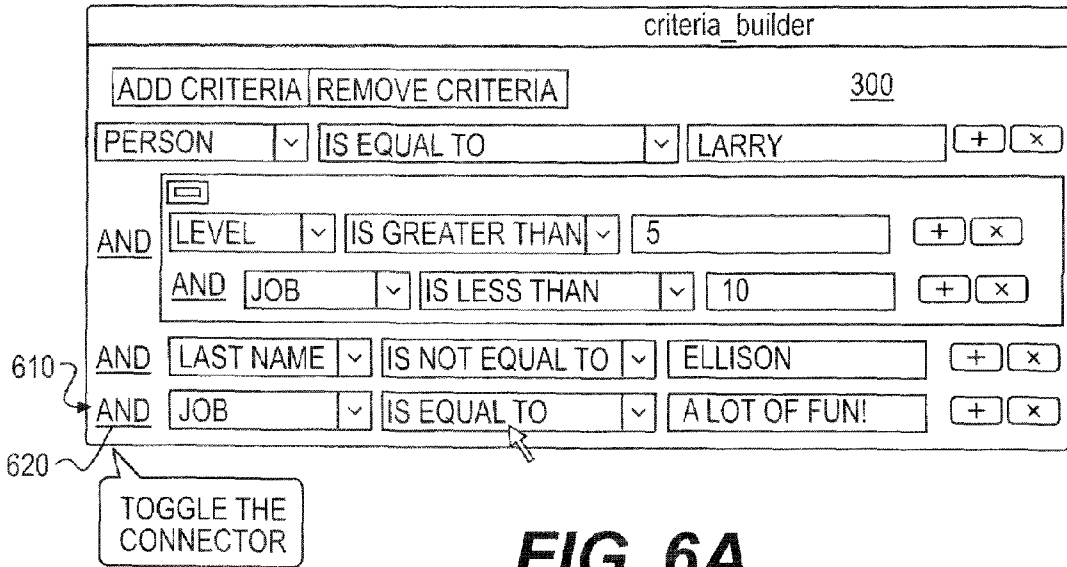 criteria_builder
ADD CRITERIA REMOVE CRITERIA 300
PERSON IS EQUAL TO LARRY + ×
AND LEVEL IS GREATER THAN 5 + ×
AND JOB IS LESS THAN 10 + ×
AND LAST NAME IS NOT EQUAL TO ELLISON + ×
610 AND JOB IS EQUAL TO A LOT OF FUN! + ×
620
TOGGLE THE
CONNECTOR
FIG. 6A